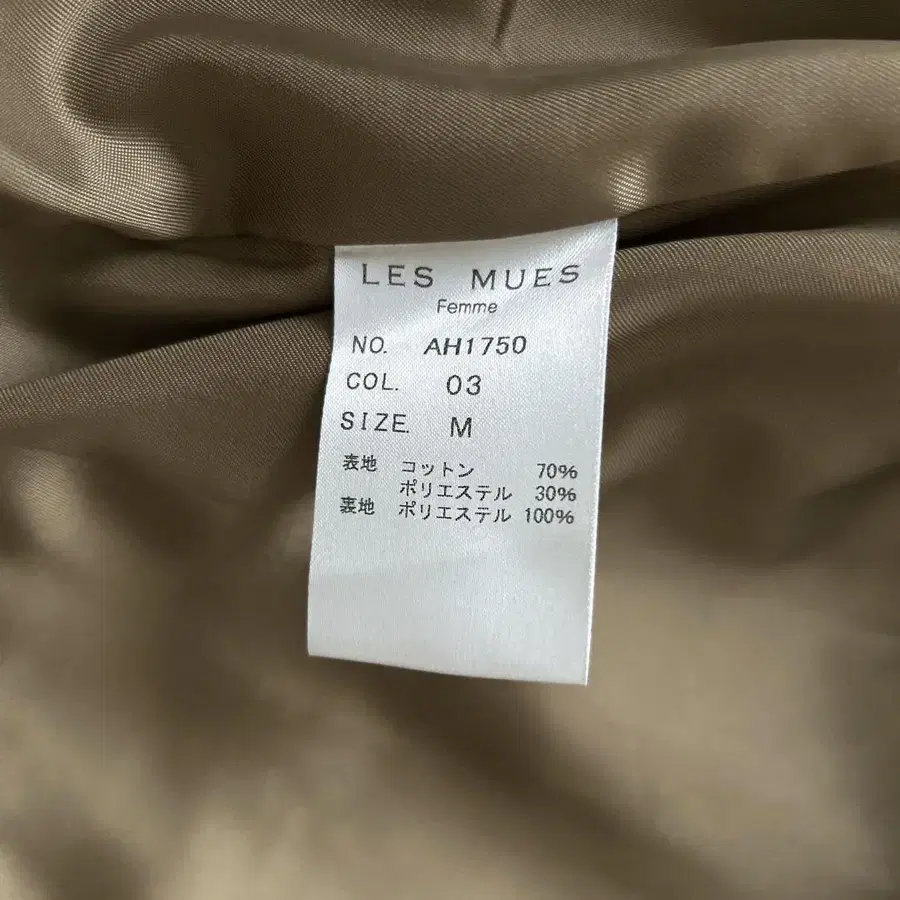 LES MUES
Femme
NO. AH1750
COL. 03
SIZE. M
表地 コットン 70%
ポリエステル 30%
裏地 ポリエステル 100%